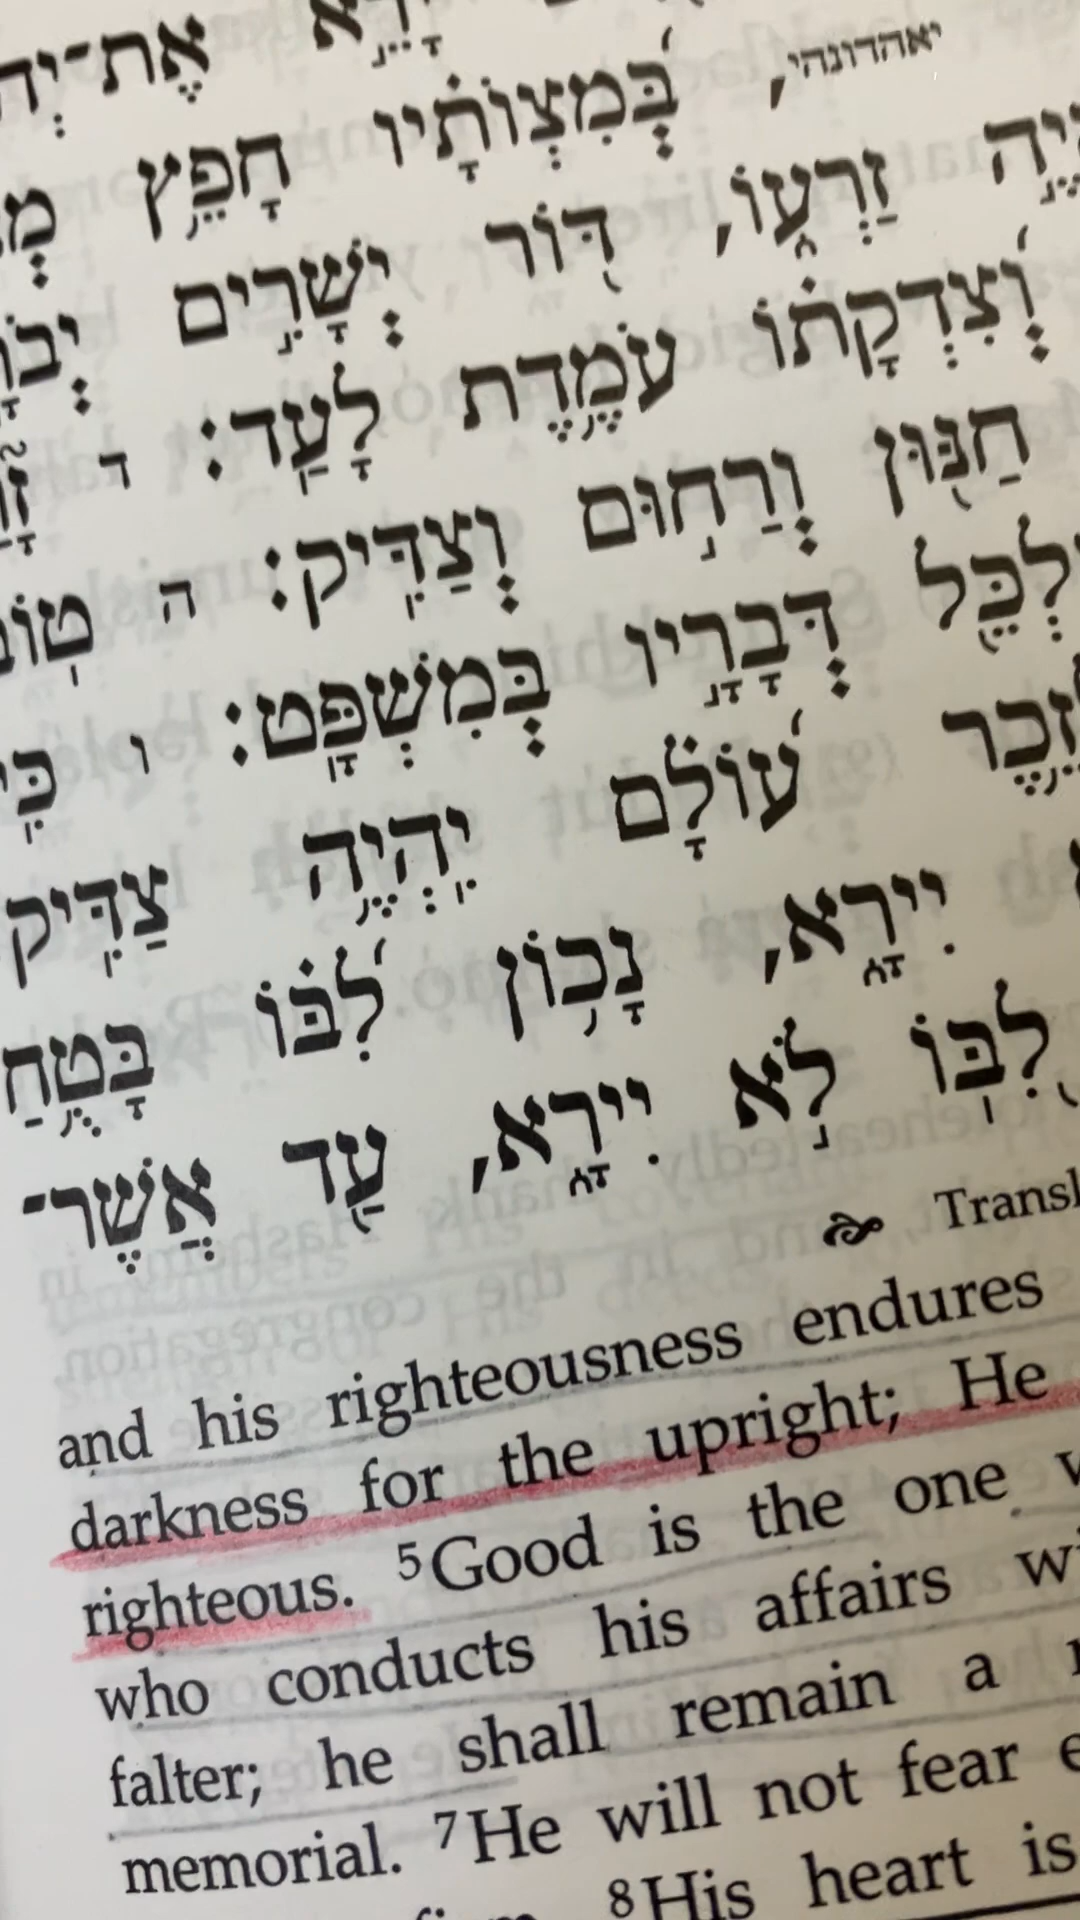 יָרֵא אֶת־
יאהדונהי, בְּמִצְוֹתָיו חָפֵץ
זַרְעוֹ, דּוֹר יְשָׁרִים
וְצִדְקָתוֹ עֹמֶדֶת לָעַד: ד
חַנּוּן וְרַחוּם וְצַדִּיק: ה
דְּבָרָיו בְּמִשְׁפָּט: ו
עוֹלָם יִהְיֶה צַדִּיק
יִירָא, נָכוֹן לִבּוֹ בָּטֻחַ
לִבּוֹ לֹא יִירָא, עַד אֲשֶׁר־
and his righteousness endures
darkness for the upright; He
righteous. 5Good is the one
who conducts his affairs
falter; he shall remain a
memorial. 7He will not fear
8His heart is